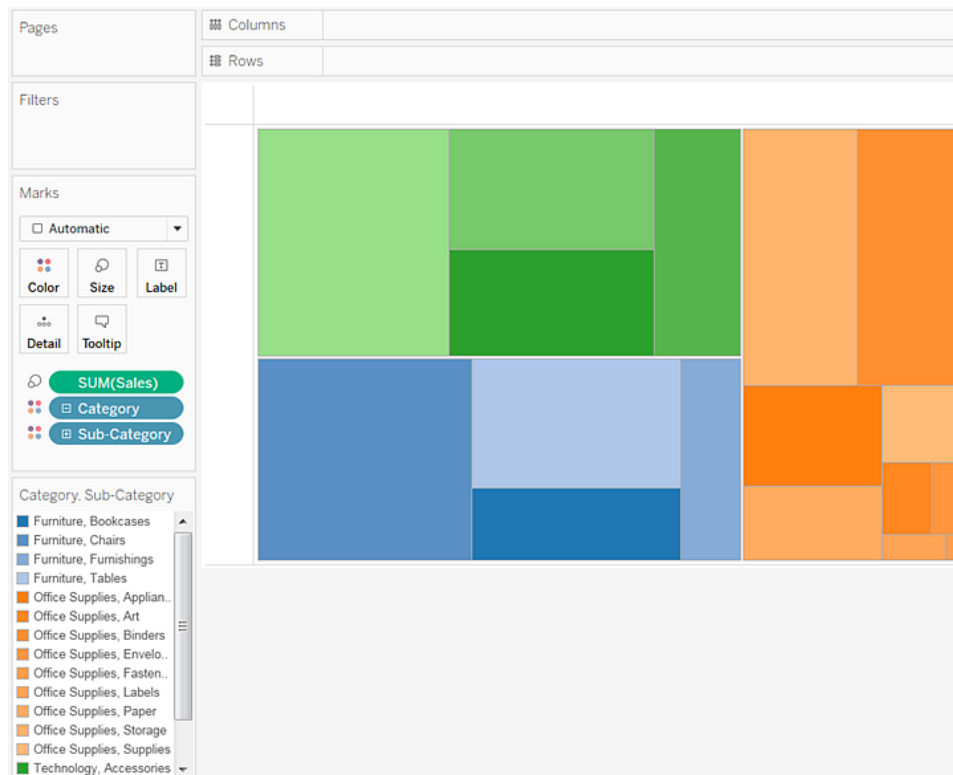 Pages
Columns
Rows
Filters
Marks
Automatic
Color Size Label
Detail Tooltip
SUM(Sales)
Category
Sub-Category
Category, Sub-Category
Furniture, Bookcases
Furniture, Chairs
Furniture, Furnishings
Furniture, Tables
Office Supplies, Applian..
Office Supplies, Art
Office Supplies, Binders
Office Supplies, Envelo..
Office Supplies, Fasten..
Office Supplies, Labels
Office Supplies, Paper
Office Supplies, Storage
Office Supplies, Supplies
Technology, Accessories